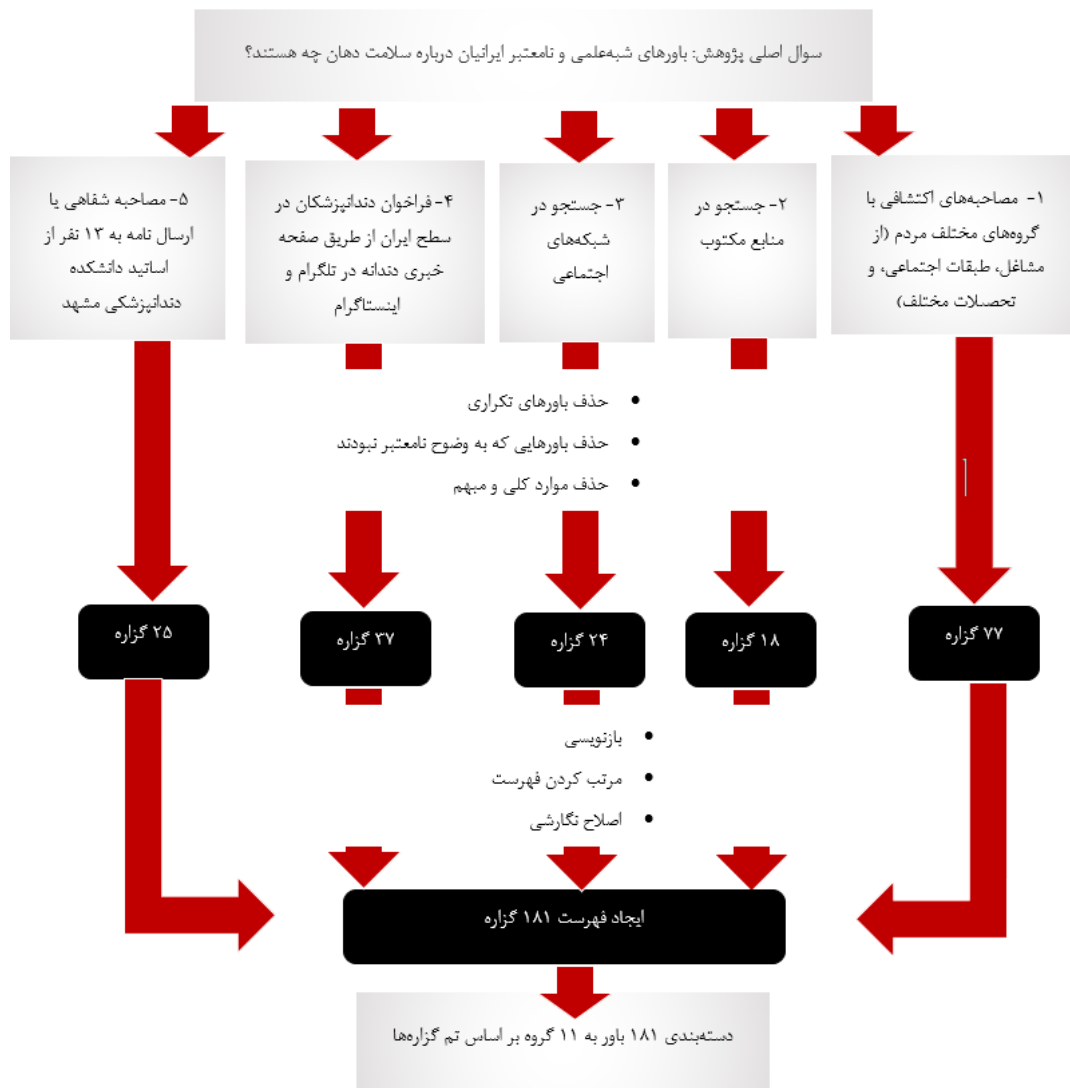 سوال اصلی پژوهش: باورهای شبه‌علمی و نامعتبر ایرانیان درباره سلامت دهان چه هستند؟
۱- مصاحبه‌های اکتشافی با
گروه‌های مختلف مردم (از
مشاغل، طبقات اجتماعی، و
تحصیلات مختلف)
۲- جستجو در
منابع مکتوب
۳- جستجو در
شبکه‌های
اجتماعی
۴- فراخوان دندانپزشکان در
سطح ایران از طریق صفحه
خبری دندانه در تلگرام و
اینستاگرام
۵- مصاحبه شفاهی یا
ارسال نامه به ۱۳ نفر از
اساتید دانشکده
دندانپزشکی مشهد
• حذف باورهای تکراری
• حذف باورهایی که به وضوح نامعتبر نبودند
• حذف موارد کلی و مبهم
۷۷ گزاره
۱۸ گزاره
۲۴ گزاره
۳۷ گزاره
۲۵ گزاره
• بازنویسی
• مرتب کردن فهرست
• اصلاح نگارشی
ایجاد فهرست ۱۸۱ گزاره
دسته‌بندی ۱۸۱ باور به ۱۱ گروه بر اساس تم گزاره‌ها